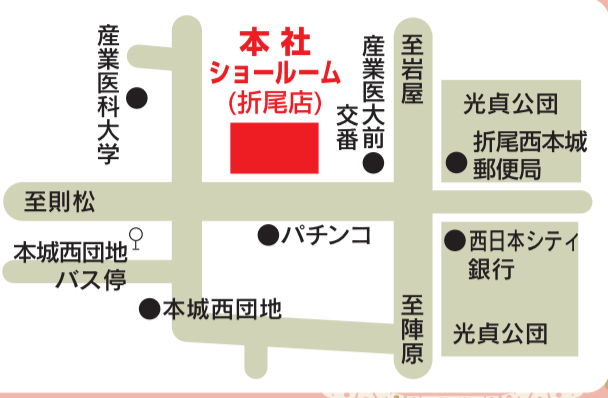 本社
ショールーム
(折尾店)
産業医科大学
産業医大前
交番
至岩屋
光貞公団
折尾西本城
郵便局
至則松
本城西団地
バス停
パチンコ
西日本シティ
銀行
本城西団地
至陣原
光貞公団